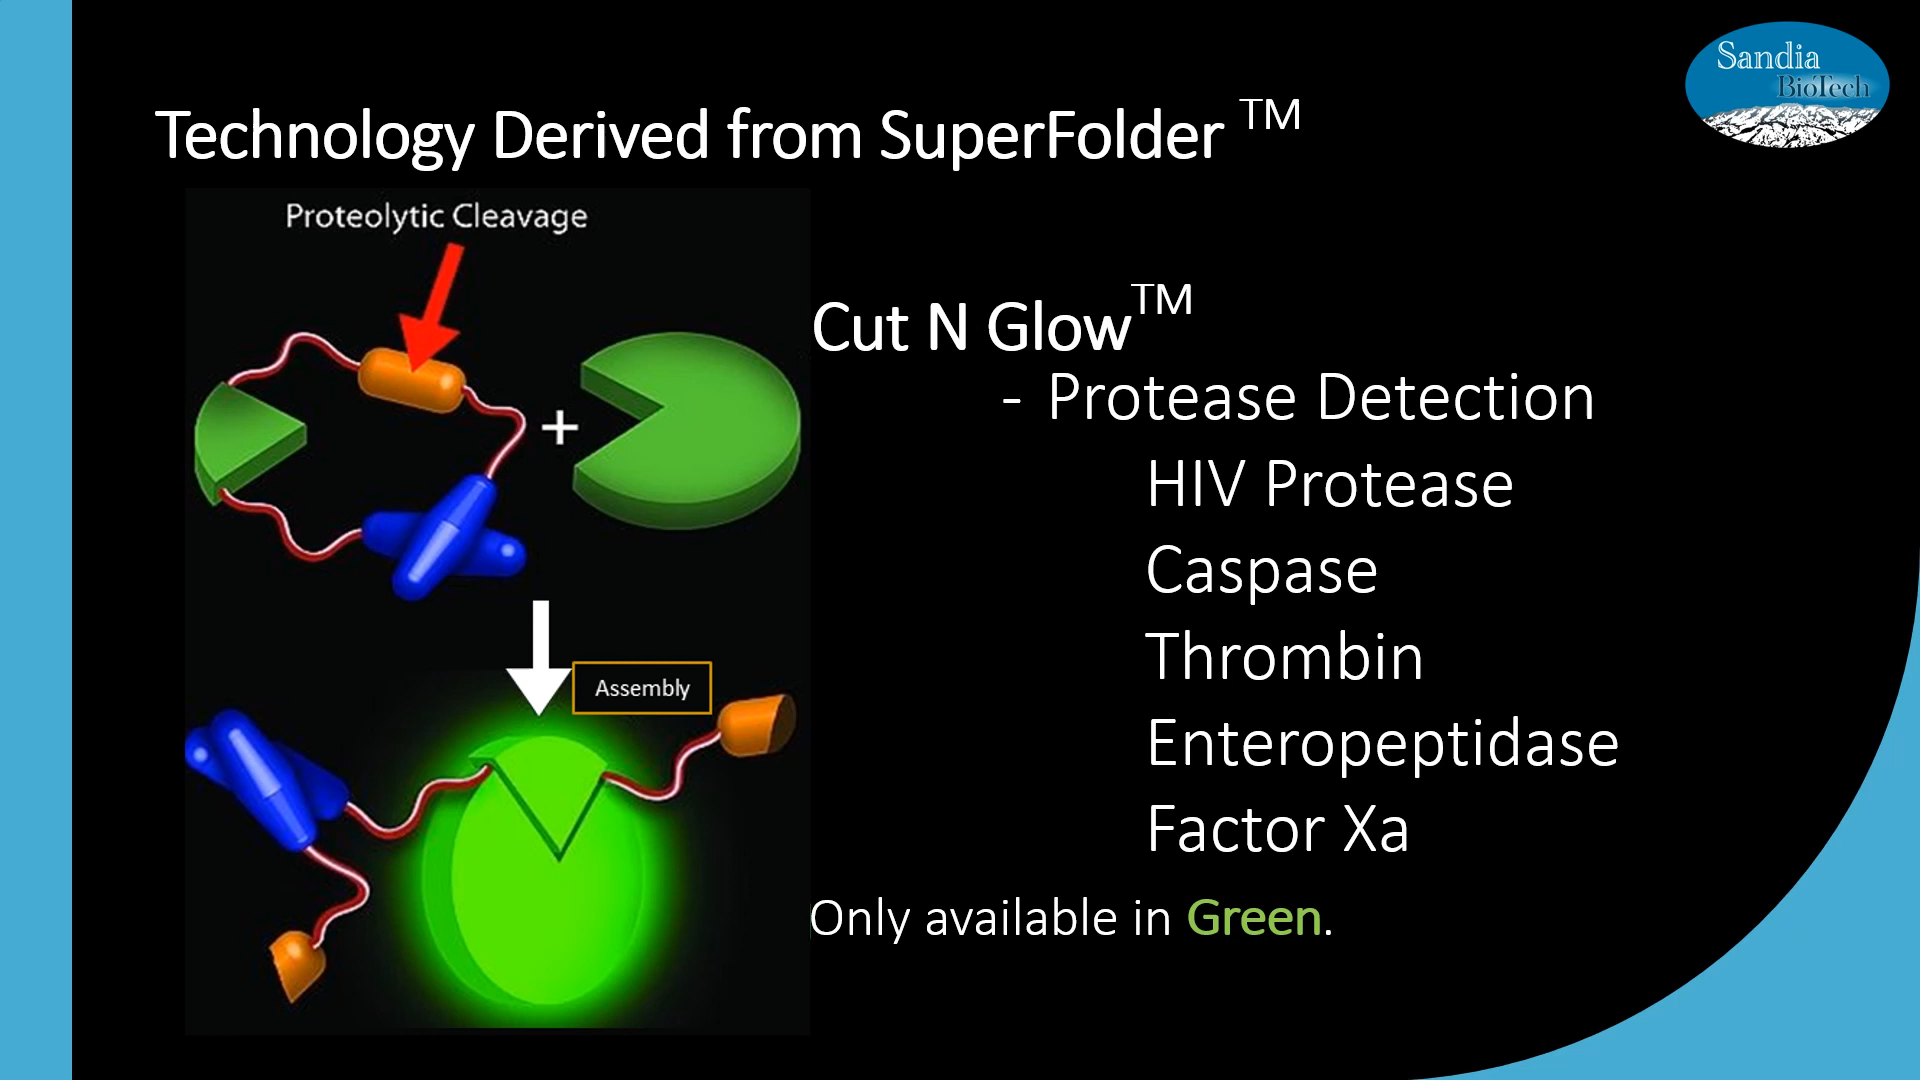 Sandia
BioTech
Technology Derived from SuperFolder TM
Proteolytic Cleavage
+
Assembly
Cut N Glow™
- Protease Detection
HIV Protease
Caspase
Thrombin
Enteropeptidase
Factor Xa
Only available in Green.